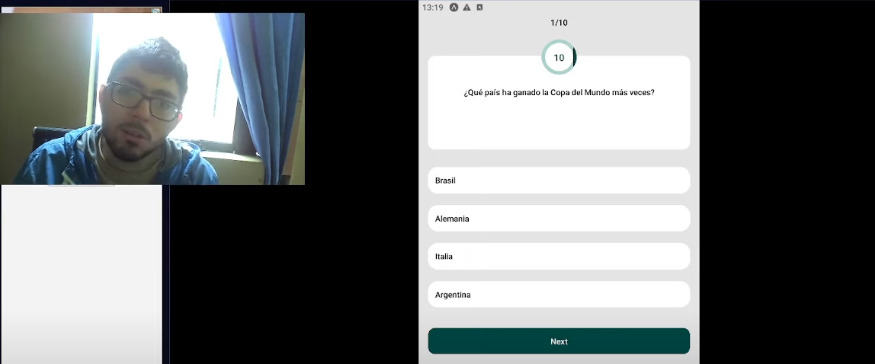 13:19
1/10
10
¿Qué país ha ganado la Copa del Mundo más veces?
Brasil
Alemania
Italia
Argentina
Next